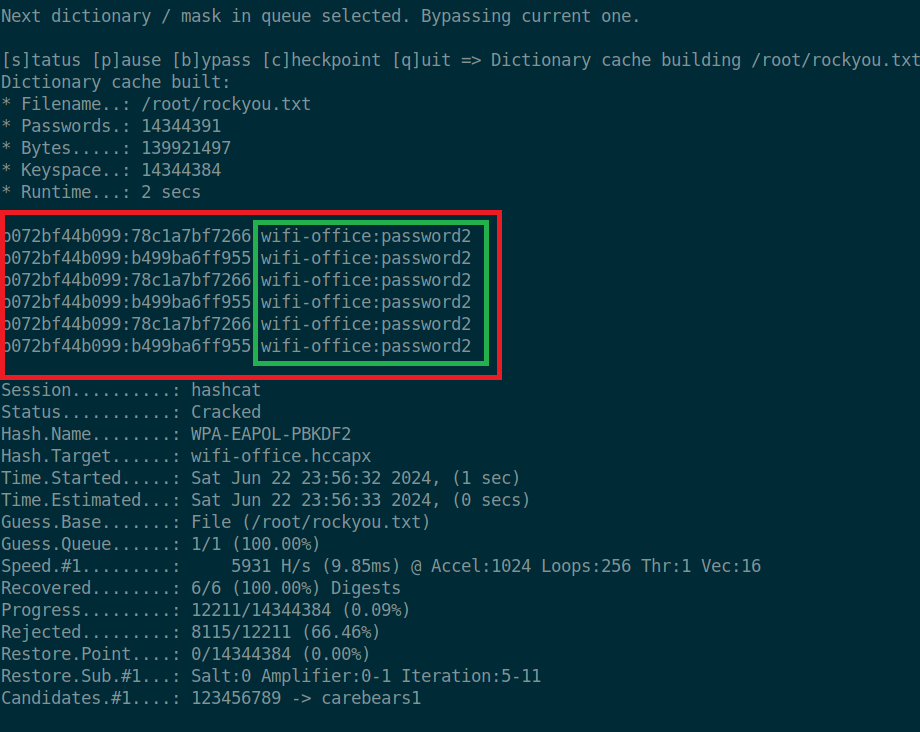 Next dictionary / mask in queue selected. Bypassing current one.
[s]tatus [p]ause [b]ypass [c]heckpoint [q]uit => Dictionary cache building /root/rockyou.txt
Dictionary cache built:
* Filename..: /root/rockyou.txt
* Passwords.: 14344391
* Bytes.....: 139921497
* Keyspace..: 14344384
* Runtime...: 2 secs
b072bf44b099:78c1a7bf7266:wifi-office:password2
b072bf44b099:b499ba6ff955:wifi-office:password2
b072bf44b099:78c1a7bf7266:wifi-office:password2
b072bf44b099:b499ba6ff955:wifi-office:password2
b072bf44b099:78c1a7bf7266:wifi-office:password2
b072bf44b099:b499ba6ff955:wifi-office:password2
Session..........: hashcat
Status...........: Cracked
Hash.Name........: WPA-EAPOL-PBKDF2
Hash.Target......: wifi-office.hccapx
Time.Started.....: Sat Jun 22 23:56:32 2024, (1 sec)
Time.Estimated...: Sat Jun 22 23:56:33 2024, (0 secs)
Guess.Base.......: File (/root/rockyou.txt)
Guess.Queue......: 1/1 (100.00%)
Speed.#1.........:     5931 H/s (9.85ms) @ Accel:1024 Loops:256 Thr:1 Vec:16
Recovered........: 6/6 (100.00%) Digests
Progress.........: 12211/14344384 (0.09%)
Rejected.........: 8115/12211 (66.46%)
Restore.Point....: 0/14344384 (0.00%)
Restore.Sub.#1...: Salt:0 Amplifier:0-1 Iteration:5-11
Candidates.#1....: 123456789 -> carebears1